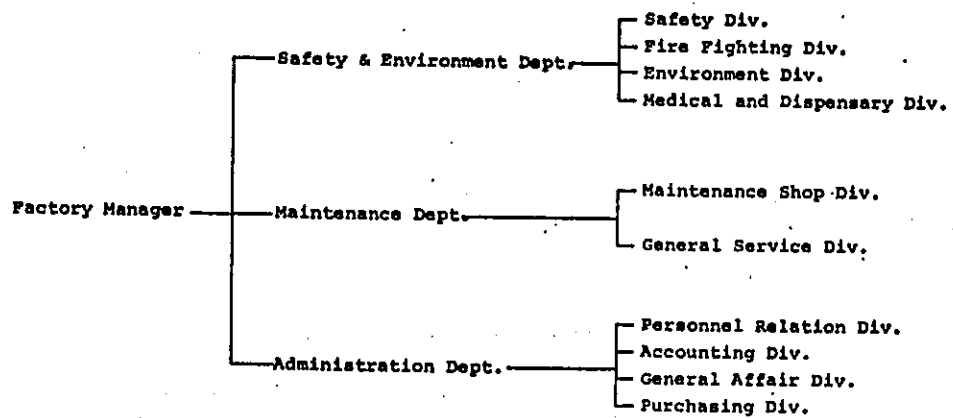 Safety Div.
Fire Fighting Div.
Safety & Environment Dept.
Environment Div.
Medical and Dispensary Div.
Maintenance Shop Div.
Factory Manager
Maintenance Dept.
General Service Div.
Personnel Relation Div.
Accounting Div.
Administration Dept.
General Affair Div.
Purchasing Div.